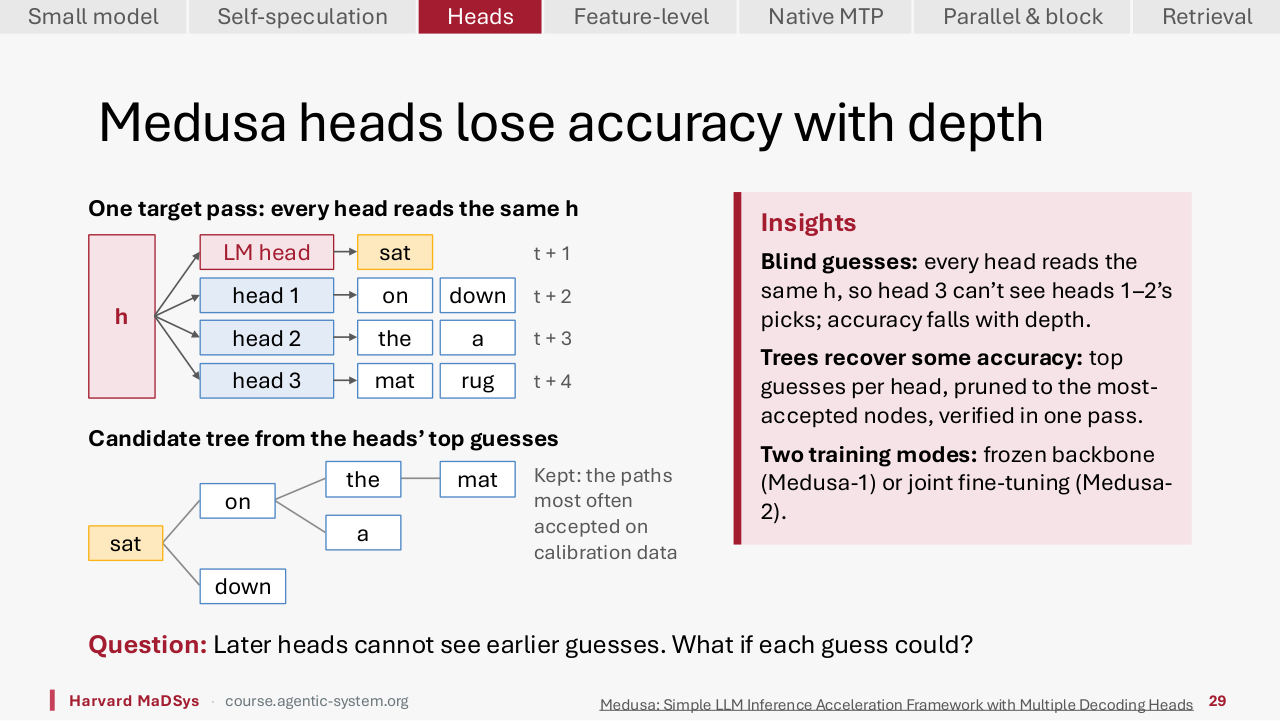 Small model
Self-speculation
Heads
Feature-level
Native MTP
Parallel & block
Retrieval
Medusa heads lose accuracy with depth
One target pass: every head reads the same h
h
LM head
sat
t + 1
head 1
on
down
t + 2
head 2
the
a
t + 3
head 3
mat
rug
t + 4
Candidate tree from the heads’ top guesses
sat
on
down
the
a
mat
Kept: the paths
most often
accepted on
calibration data
Insights
Blind guesses: every head reads the
same h, so head 3 can’t see heads 1–2’s
picks; accuracy falls with depth.
Trees recover some accuracy: top
guesses per head, pruned to the most-
accepted nodes, verified in one pass.
Two training modes: frozen backbone
(Medusa-1) or joint fine-tuning (Medusa-
2).
Question: Later heads cannot see earlier guesses. What if each guess could?
Harvard MaDSys · course.agentic-system.org
Medusa: Simple LLM Inference Acceleration Framework with Multiple Decoding Heads
29